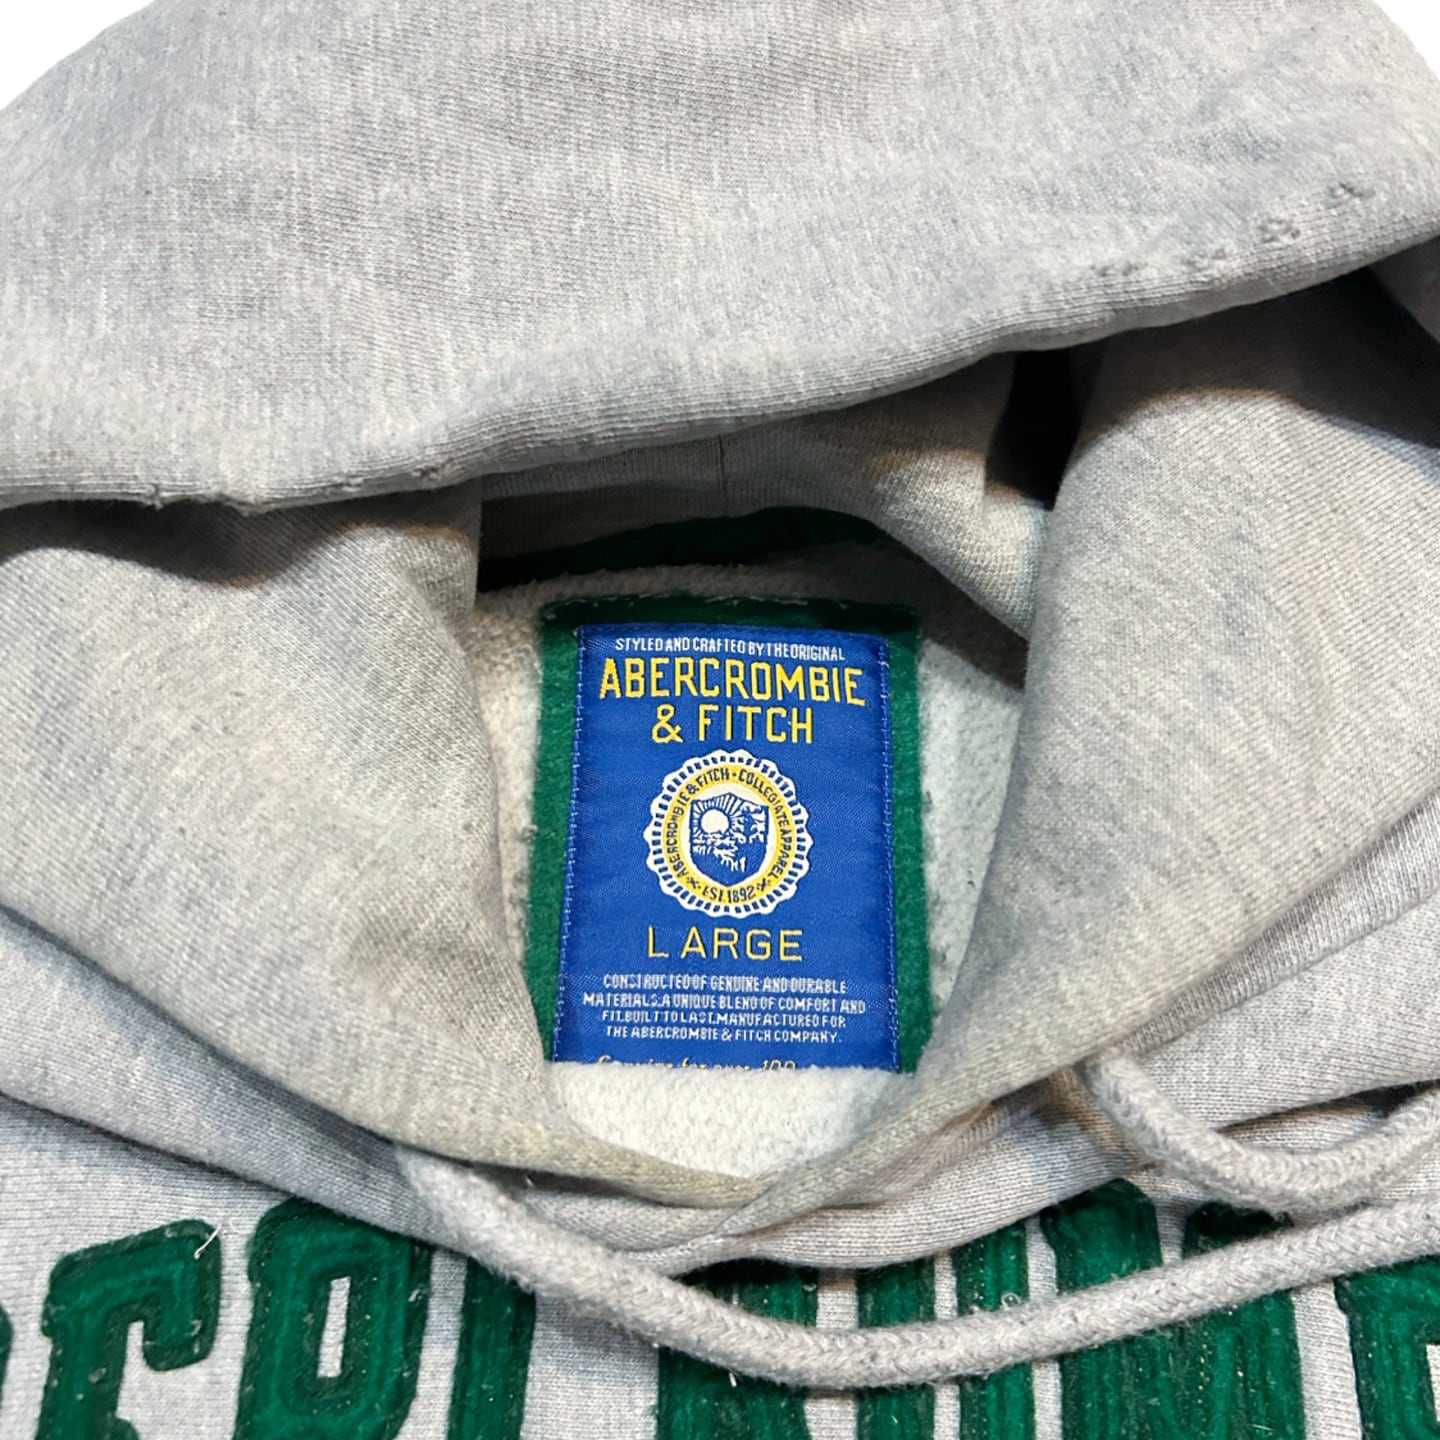 STYLED AND CRAFTED BY THE ORIGINAL
ABERCROMBIE
& FITCH
ABERCROMBIE & FITCH · COLLEGIATE APPAREL
EST. 1892
LARGE
CONSTRUCTED OF GENUINE AND DURABLE
MATERIALS. A UNIQUE BLEND OF COMFORT AND
FIT. BUILT TO LAST. MANUFACTURED FOR
THE ABERCROMBIE & FITCH COMPANY.